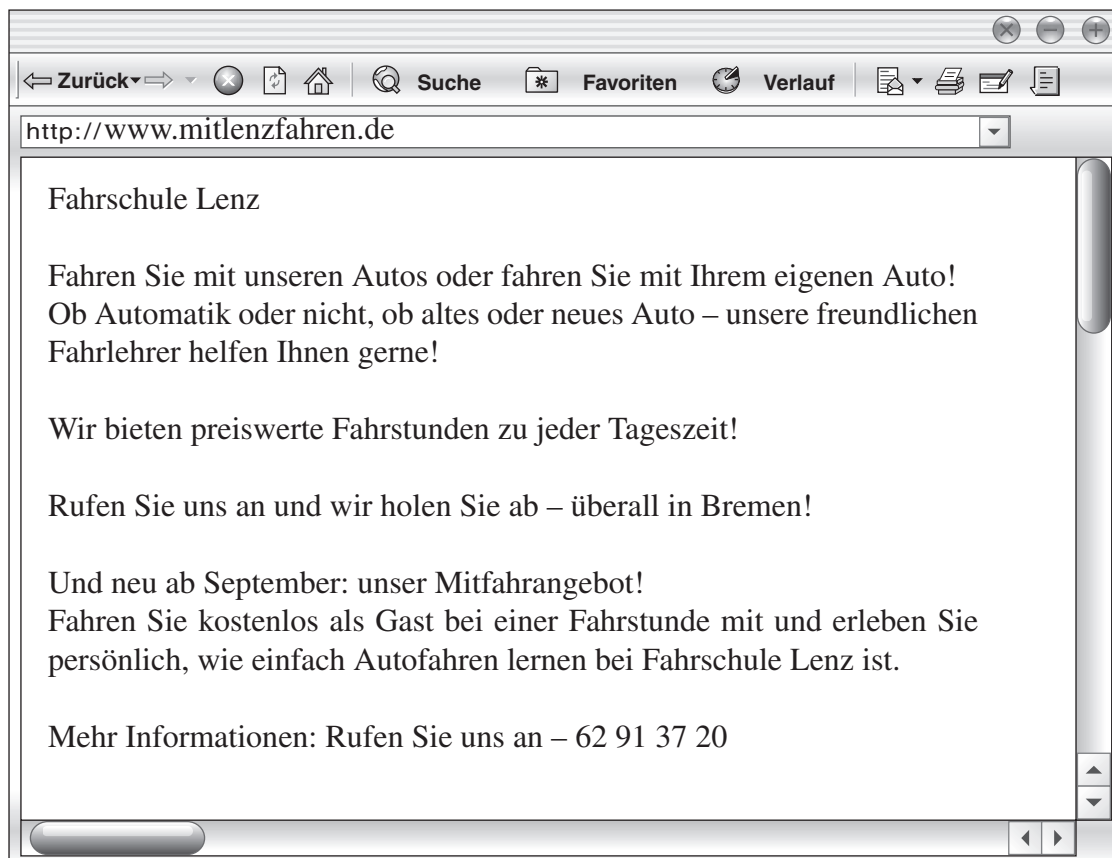 Zurück Suche Favoriten Verlauf
http://www.mitlenzfahren.de
Fahrschule Lenz
Fahren Sie mit unseren Autos oder fahren Sie mit Ihrem eigenen Auto!
Ob Automatik oder nicht, ob altes oder neues Auto – unsere freundlichen
Fahrlehrer helfen Ihnen gerne!
Wir bieten preiswerte Fahrstunden zu jeder Tageszeit!
Rufen Sie uns an und wir holen Sie ab – überall in Bremen!
Und neu ab September: unser Mitfahrangebot!
Fahren Sie kostenlos als Gast bei einer Fahrstunde mit und erleben Sie
persönlich, wie einfach Autofahren lernen bei Fahrschule Lenz ist.
Mehr Informationen: Rufen Sie uns an – 62 91 37 20